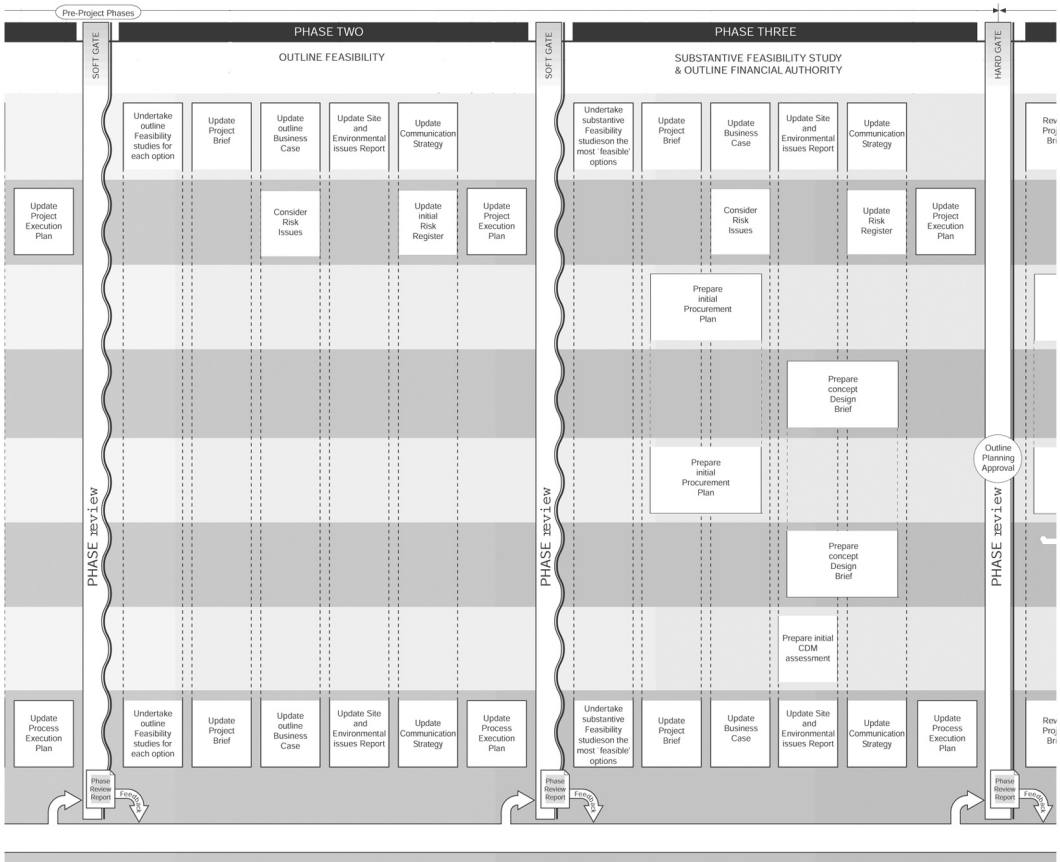 Pre-Project Phases
SOFT GATE
PHASE TWO
SOFT GATE
PHASE THREE
HARD GATE
OUTLINE FEASIBILITY
SUBSTANTIVE FEASIBILITY STUDY
& OUTLINE FINANCIAL AUTHORITY
Undertake
outline
Feasibility
studies for
each option
Update
Project
Brief
Update
outline
Business
Case
Update Site
and
Environmental
issues Report
Update
Communication
Strategy
Undertake
substantive
Feasibility
studieson the
most `feasible'
options
Update
Project
Brief
Update
Business
Case
Update Site
and
Environmental
issues Report
Update
Communication
Strategy
Update
Project
Execution
Plan
Consider
Risk
Issues
Update
initial
Risk
Register
Update
Project
Execution
Plan
Consider
Risk
Issues
Update
Risk
Register
Update
Project
Execution
Plan
Prepare
initial
Procurement
Plan
Prepare
concept
Design
Brief
Outline
Planning
Approval
Prepare
initial
Procurement
Plan
PHASE review
PHASE review
PHASE review
Prepare
concept
Design
Brief
Prepare initial
CDM
assessment
Update
Process
Execution
Plan
Undertake
outline
Feasibility
studies for
each option
Update
Project
Brief
Update
outline
Business
Case
Update Site
and
Environmental
issues Report
Update
Communication
Strategy
Update
Process
Execution
Plan
Undertake
substantive
Feasibility
studieson the
most `feasible'
options
Update
Project
Brief
Update
Business
Case
Update Site
and
Environmental
issues Report
Update
Communication
Strategy
Update
Process
Execution
Plan
Phase
Review
Report
Feedback
Phase
Review
Report
Feedback
Phase
Review
Report
Feedback